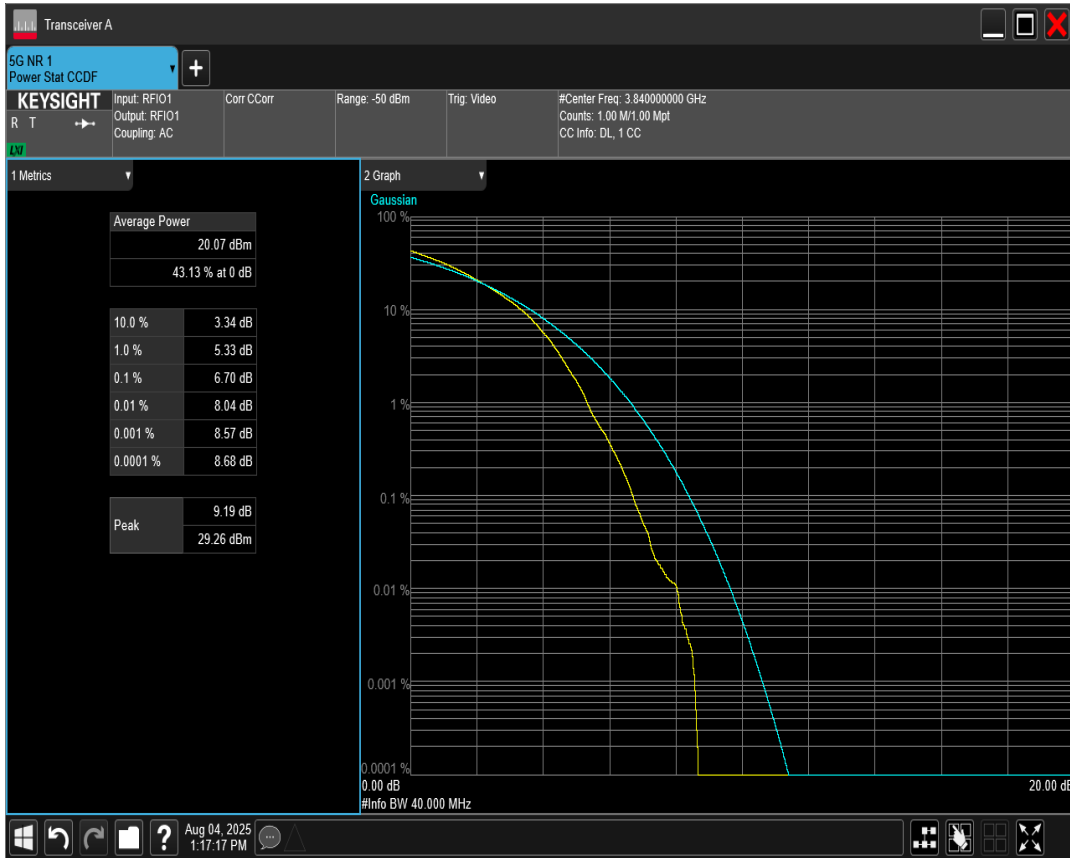 Transceiver A
5G NR 1
Power Stat CCDF
+
KEYSIGHT
R T
LXI
Input: RFIO1
Output: RFIO1
Coupling: AC
Corr CCorr
Range: -50 dBm
Trig: Video
#Center Freq: 3.840000000 GHz
Counts: 1.00 M/1.00 Mpt
CC Info: DL, 1 CC
1 Metrics
Average Power
20.07 dBm
43.13 % at 0 dB
10.0 % 3.34 dB
1.0 % 5.33 dB
0.1 % 6.70 dB
0.01 % 8.04 dB
0.001 % 8.57 dB
0.0001 % 8.68 dB
Peak
9.19 dB
29.26 dBm
2 Graph
Gaussian
100 %
10 %
1 %
0.1 %
0.01 %
0.001 %
0.0001 %
0.00 dB 20.00 dB
#Info BW 40.000 MHz
?
Aug 04, 2025
1:17:17 PM